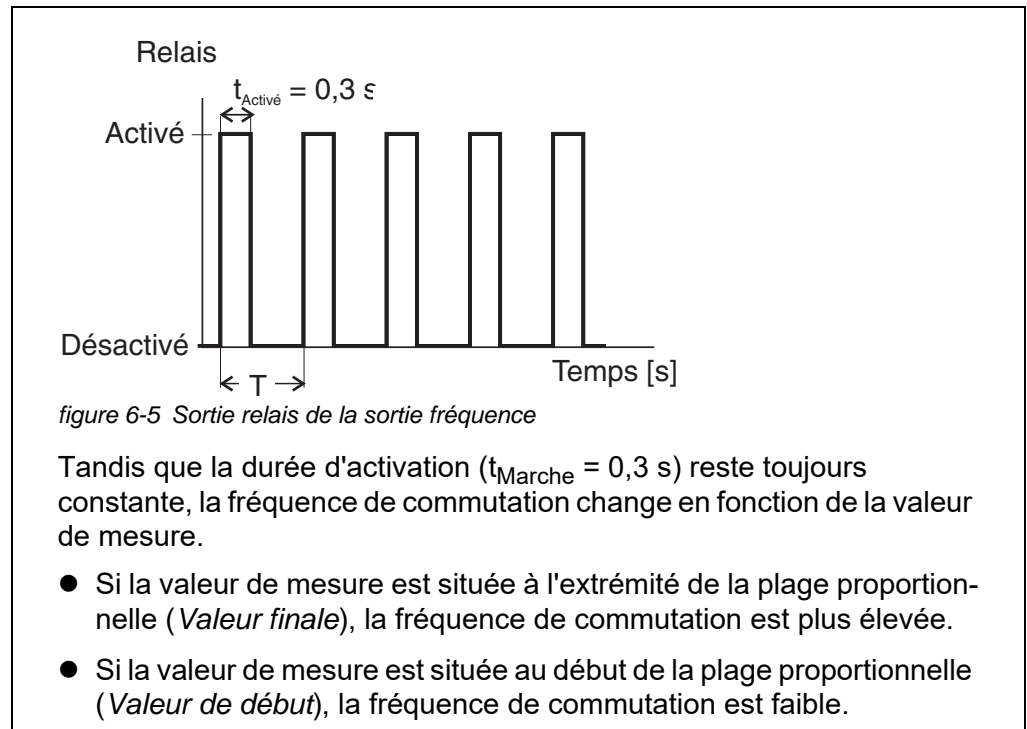 Relais
tActivé = 0,3 s
Activé
Désactivé
T
Temps [s]
figure 6-5 Sortie relais de la sortie fréquence
Tandis que la durée d'activation (tMarche = 0,3 s) reste toujours
constante, la fréquence de commutation change en fonction de la valeur
de mesure.
● Si la valeur de mesure est située à l'extrémité de la plage proportion-
nelle (Valeur finale), la fréquence de commutation est plus élevée.
● Si la valeur de mesure est située au début de la plage proportionnelle
(Valeur de début), la fréquence de commutation est faible.